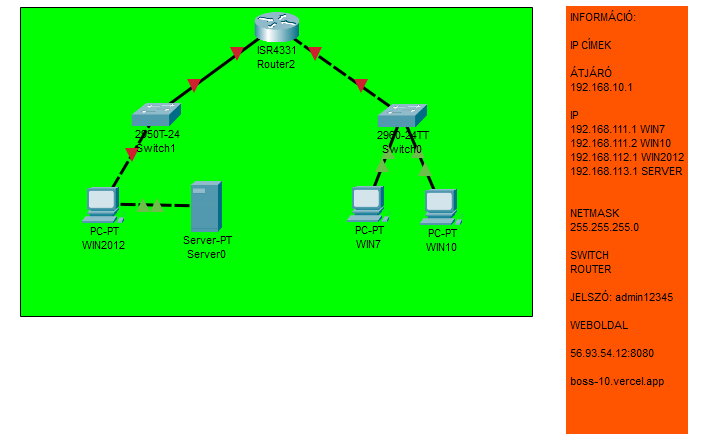 ISR4331
Router2
2950T-24
Switch1
2960-24TT
Switch0
PC-PT
WIN2012
Server-PT
Server0
PC-PT
WIN7
PC-PT
WIN10
INFORMÁCIÓ:
IP CÍMEK
ÁTJÁRÓ
192.168.10.1
IP
192.168.111.1 WIN7
192.168.111.2 WIN10
192.168.112.1 WIN2012
192.168.113.1 SERVER
NETMASK
255.255.255.0
SWITCH
ROUTER
JELSZÓ: admin12345
WEBOLDAL
56.93.54.12:8080
boss-10.vercel.app